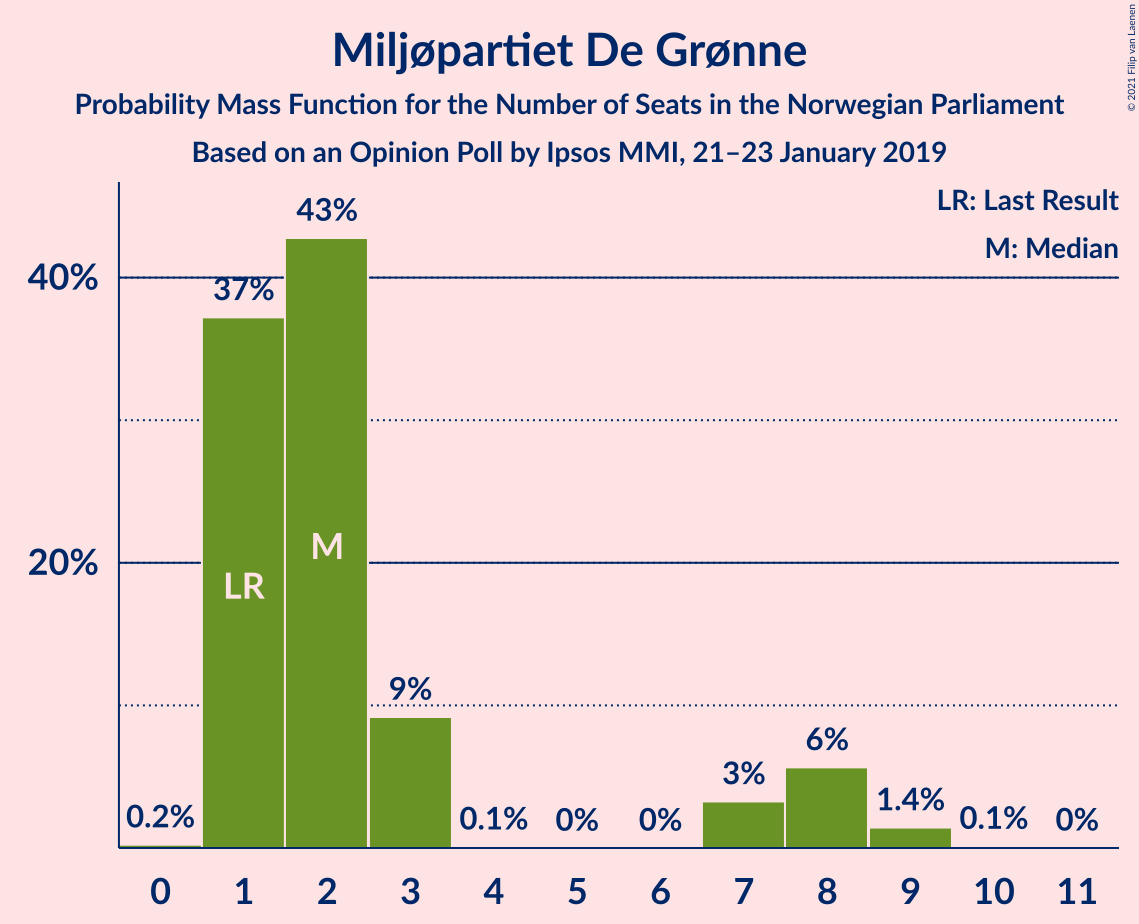 Miljøpartiet De Grønne
Probability Mass Function for the Number of Seats in the Norwegian Parliament
Based on an Opinion Poll by Ipsos MMI, 21–23 January 2019
© 2021 Filip van Laenen
LR: Last Result
M: Median
40%
20%
0.2%
37%
43%
9%
0.1%
0%
0%
3%
6%
1.4%
0.1%
0%
LR
M
0 1 2 3 4 5 6 7 8 9 10 11